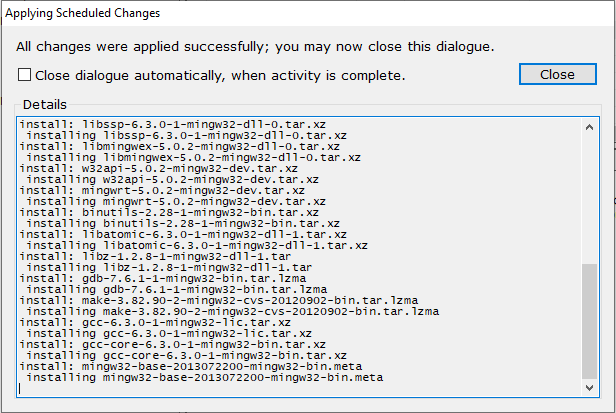 Applying Scheduled Changes
All changes were applied successfully; you may now close this dialogue.
Close dialogue automatically, when activity is complete.
Close
Details
install: libssp-6.3.0-1-mingw32-dll-0.tar.xz
installing libssp-6.3.0-1-mingw32-dll-0.tar.xz
install: libmingwex-5.0.2-mingw32-dll-0.tar.xz
installing libmingwex-5.0.2-mingw32-dll-0.tar.xz
install: w32api-5.0.2-mingw32-dev.tar.xz
installing w32api-5.0.2-mingw32-dev.tar.xz
install: mingwrt-5.0.2-mingw32-dev.tar.xz
installing mingwrt-5.0.2-mingw32-dev.tar.xz
install: binutils-2.28-1-mingw32-bin.tar.xz
installing binutils-2.28-1-mingw32-bin.tar.xz
install: libatomic-6.3.0-1-mingw32-dll-1.tar.xz
installing libatomic-6.3.0-1-mingw32-dll-1.tar.xz
install: libz-1.2.8-1-mingw32-dll-1.tar
installing libz-1.2.8-1-mingw32-dll-1.tar
install: gdb-7.6.1-1-mingw32-bin.tar.lzma
installing gdb-7.6.1-1-mingw32-bin.tar.lzma
install: make-3.82.90-2-mingw32-cvs-20120902-bin.tar.lzma
installing make-3.82.90-2-mingw32-cvs-20120902-bin.tar.lzma
install: gcc-6.3.0-1-mingw32-lic.tar.xz
installing gcc-6.3.0-1-mingw32-lic.tar.xz
install: gcc-core-6.3.0-1-mingw32-bin.tar.xz
installing gcc-core-6.3.0-1-mingw32-bin.tar.xz
install: mingw32-base-2013072200-mingw32-bin.meta
installing mingw32-base-2013072200-mingw32-bin.meta